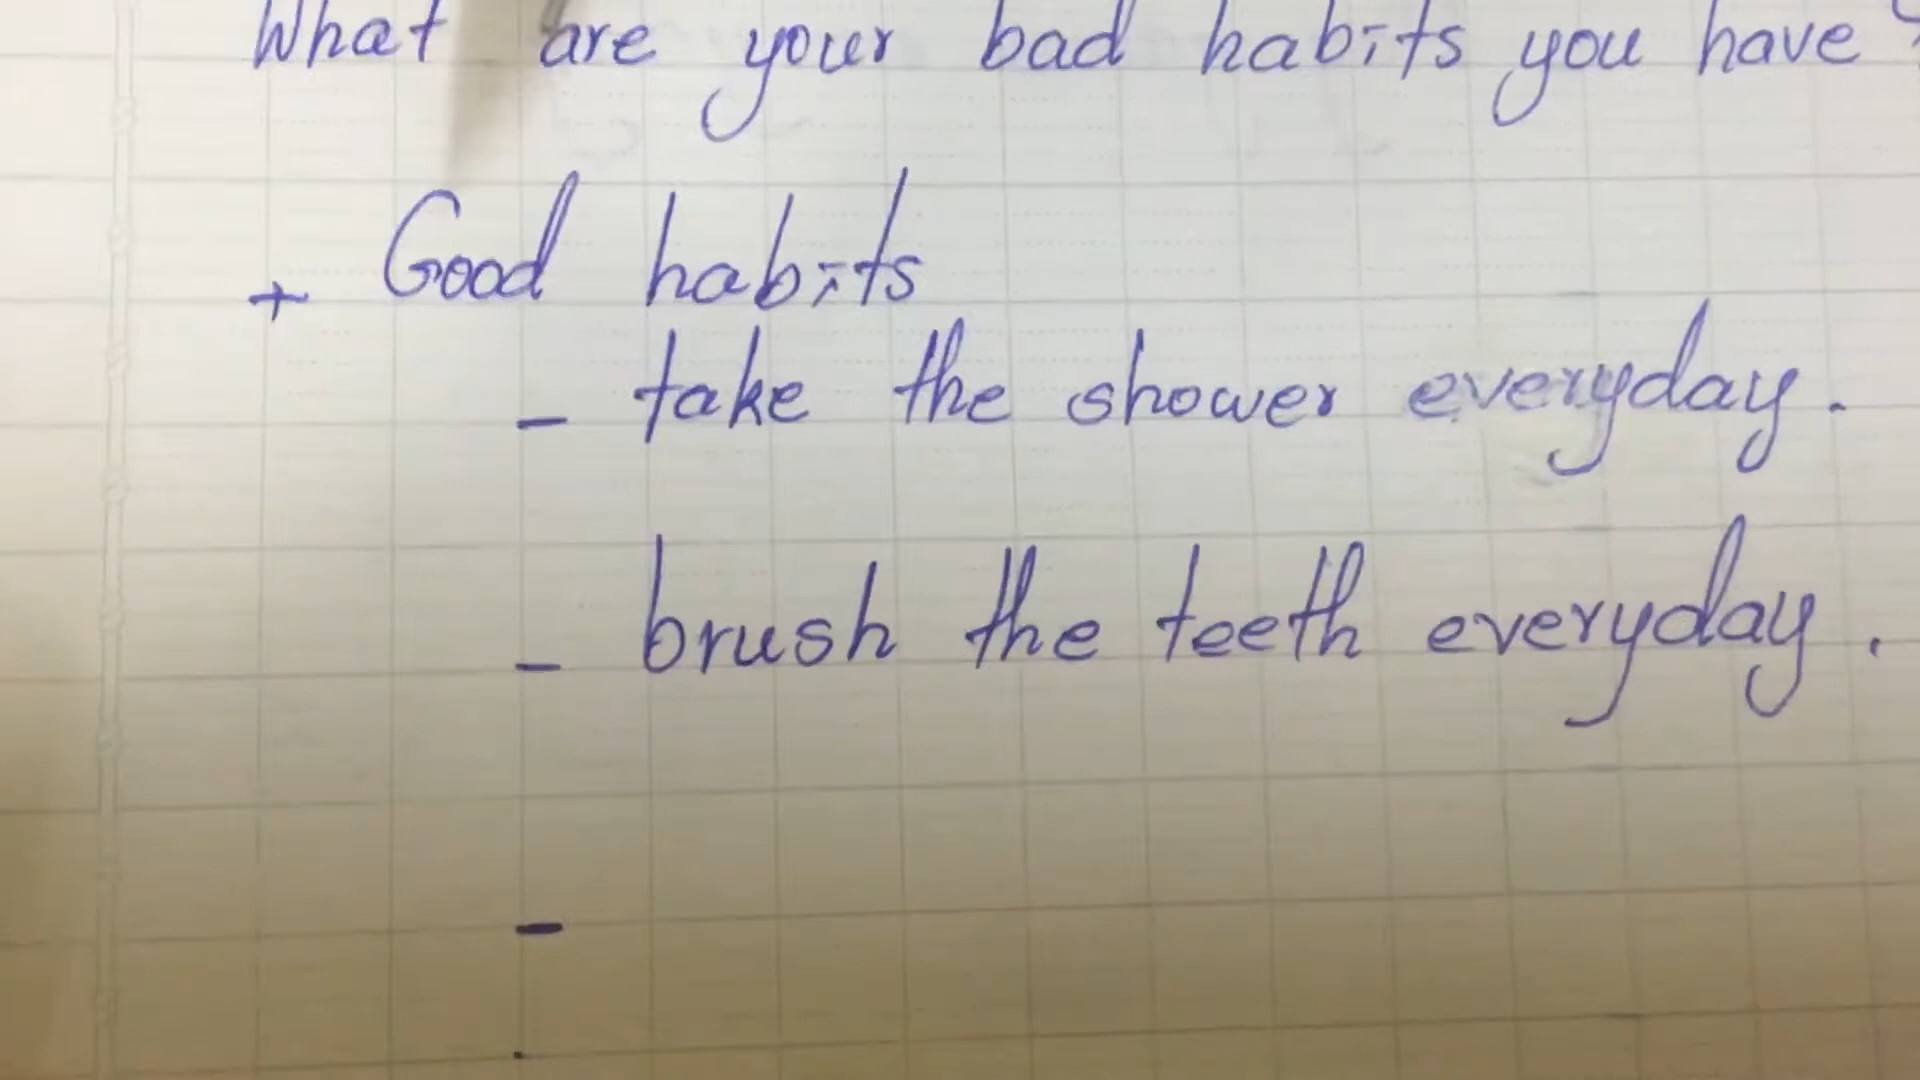 What are your bad habits you have?
+ Good habits
- take the shower everyday.
- brush the teeth everyday.
-